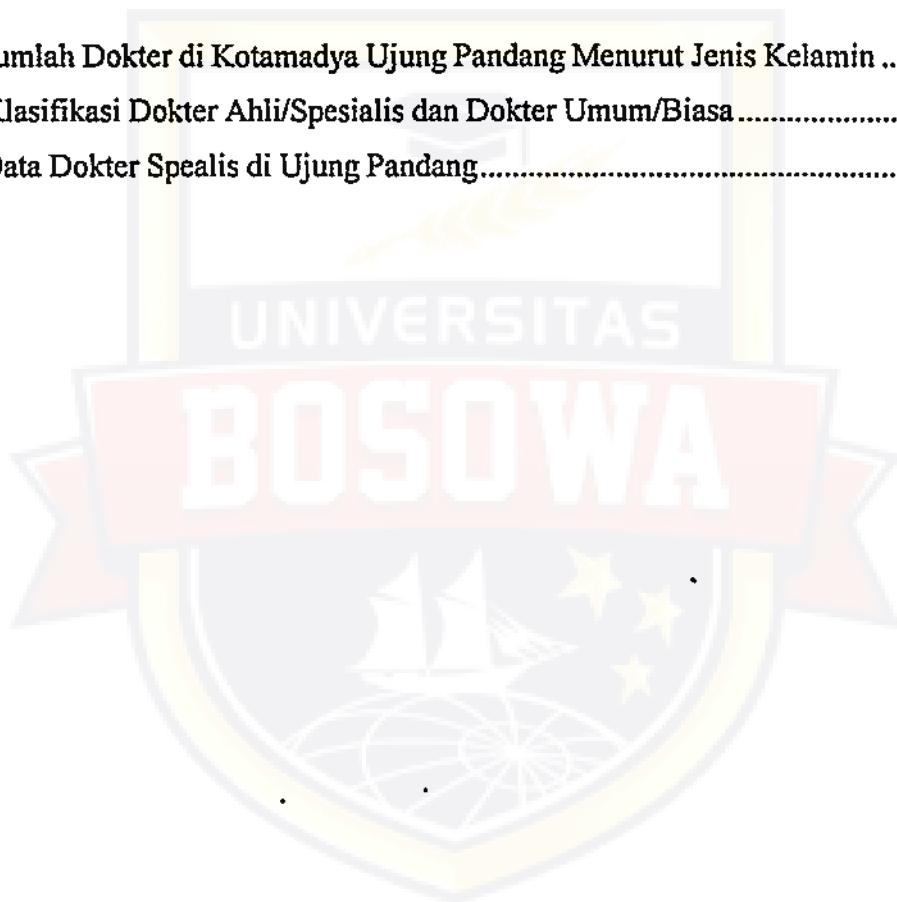 umlah Dokter di Kotamadya Ujung Pandang Menurut Jenis Kelamin ..
Klasifikasi Dokter Ahli/Spesialis dan Dokter Umum/Biasa....................
Data Dokter Spealis di Ujung Pandang.....................................................
UNIVERSITAS
BOSOWA